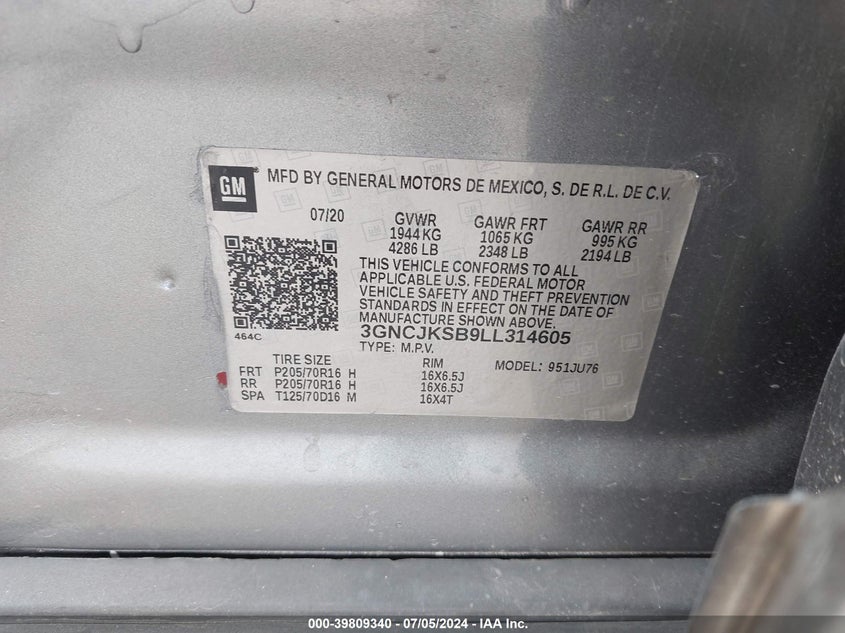 GM
MFD BY GENERAL MOTORS DE MEXICO, S. DE R.L. DE C.V.
07/20 GVWR GAWR FRT GAWR RR
1944 KG 1065 KG 995 KG
4286 LB 2348 LB 2194 LB
THIS VEHICLE CONFORMS TO ALL
APPLICABLE U.S. FEDERAL MOTOR
VEHICLE SAFETY AND THEFT PREVENTION
STANDARDS IN EFFECT ON THE DATE OF
MANUFACTURE SHOWN ABOVE.
464C
3GNCJKSB9LL314605
TYPE: M.P.V.
TIRE SIZE RIM MODEL: 951JU76
FRT P205/70R16 H 16X6.5J
RR P205/70R16 H 16X6.5J
SPA T125/70D16 M 16X4T
000-39809340 - 07/05/2024 - IAA Inc.